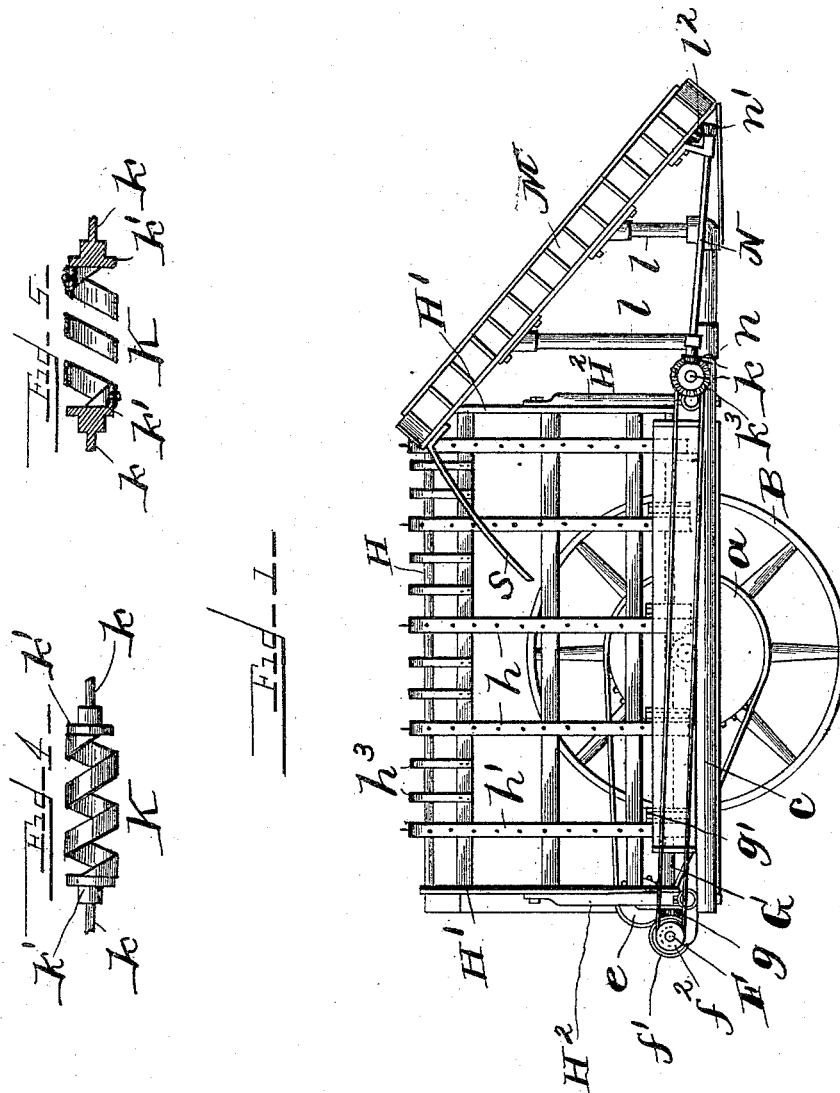 Fig. 5
k
k'
K
k'
k
Fig. 4
k'
k
K
k'
k
Fig. 1
l²
n'
M
N
l
l
H'
H²
n
k
k³
B
a
H
S
h
h³
h'
c
g'
G
g
F
f²
f'
e
H²
H'